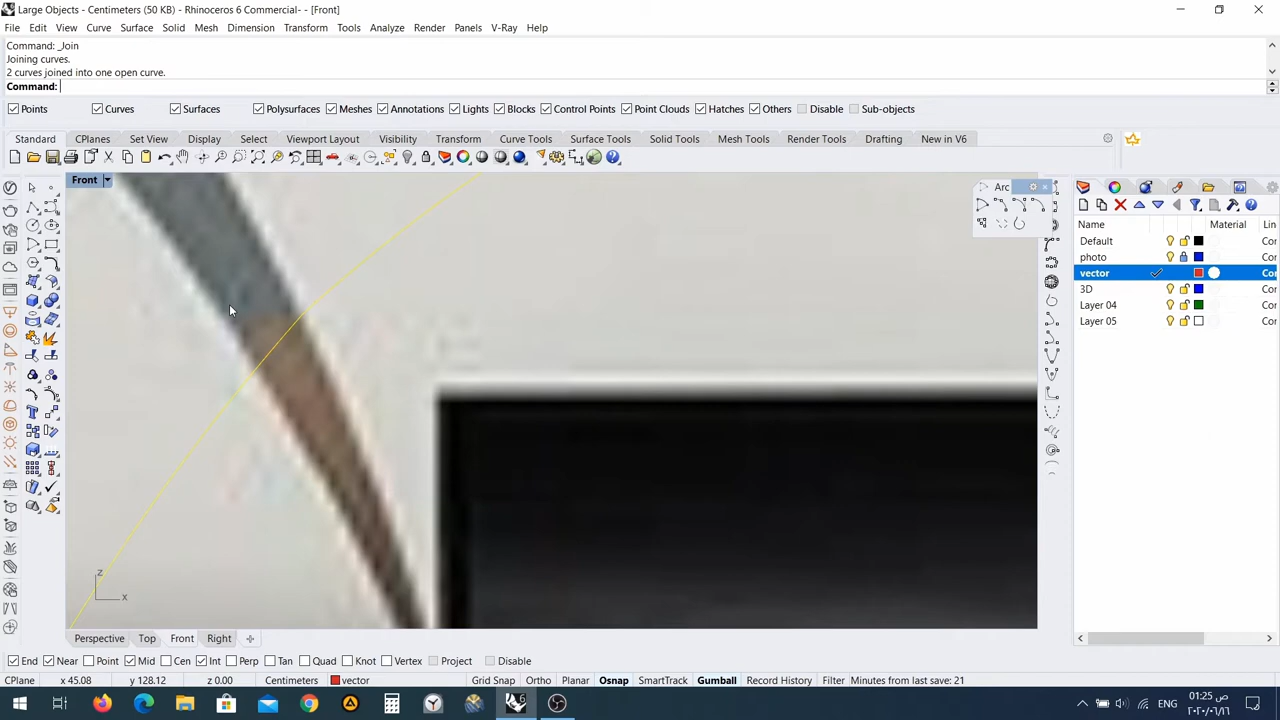 Large Objects - Centimeters (50 KB) - Rhinoceros 6 Commercial- - [Front]
File Edit View Curve Surface Solid Mesh Dimension Transform Tools Analyze Render Panels V-Ray Help
Command: _Join
Joining curves.
2 curves joined into one open curve.
Command:
Points Curves Surfaces Polysurfaces Meshes Annotations Lights Blocks Control Points Point Clouds Hatches Others Disable Sub-objects
Standard CPlanes Set View Display Select Viewport Layout Visibility Transform Curve Tools Surface Tools Solid Tools Mesh Tools Render Tools Drafting New in V6
Front
Arc
Name Material Lin
Default Cor
photo Cor
vector Cor
3D Cor
Layer 04 Cor
Layer 05 Cor
z
x
Perspective Top Front Right
End Near Point Mid Cen Int Perp Tan Quad Knot Vertex Project Disable
CPlane x 45.08 y 128.12 z 0.00 Centimeters vector Grid Snap Ortho Planar Osnap SmartTrack Gumball Record History Filter Minutes from last save: 21
ENG 01:25 ص
٢٠٢٠/٠٦/١٦